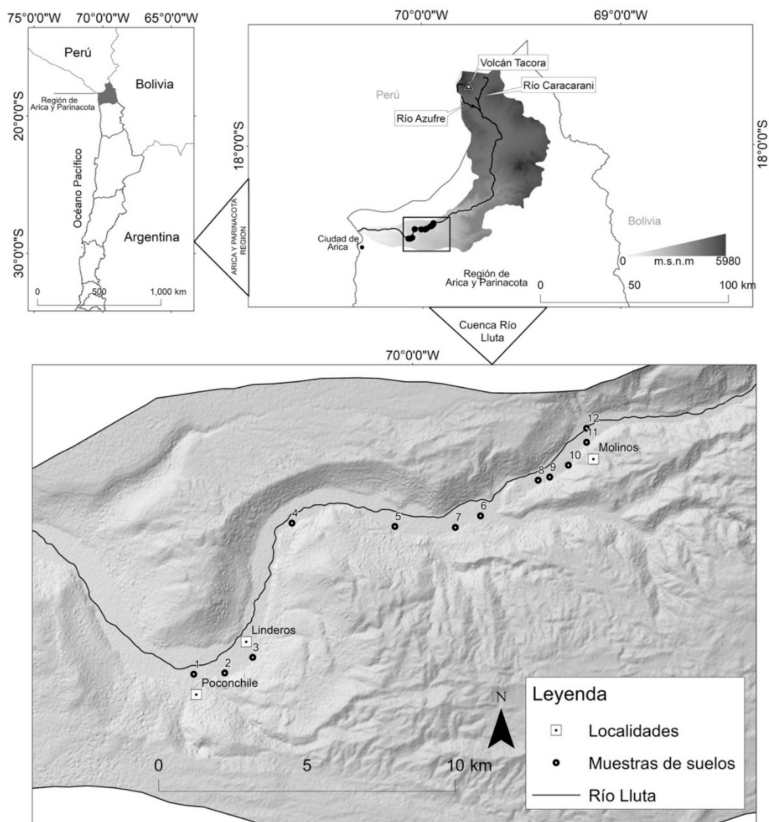 75°0'0"W 70°0'0"W 65°0'0"W
Perú
Bolivia
Región de
Arica y Parinacota
20°0'0"S
Océano Pacífico
Argentina
30°0'0"S
0 500 1,000 km
ARICA Y PARINACOTA
REGION
70°0'0"W 69°0'0"W
Volcán Tacora
Perú
Río Caracarani
Río Azufre
18°0'0"S
18°0'0"S
Ciudad de
Arica
Bolivia
0 m.s.n.m 5980
Región de
Arica y Parinacota
0 50 100 km
Cuenca Río
Lluta
70°0'0"W
12
11
Molinos
10
9
8
6
7
5
4
Linderos
3
2
1
Poconchile
N
0 5 10 km
Leyenda
Localidades
Muestras de suelos
Río Lluta